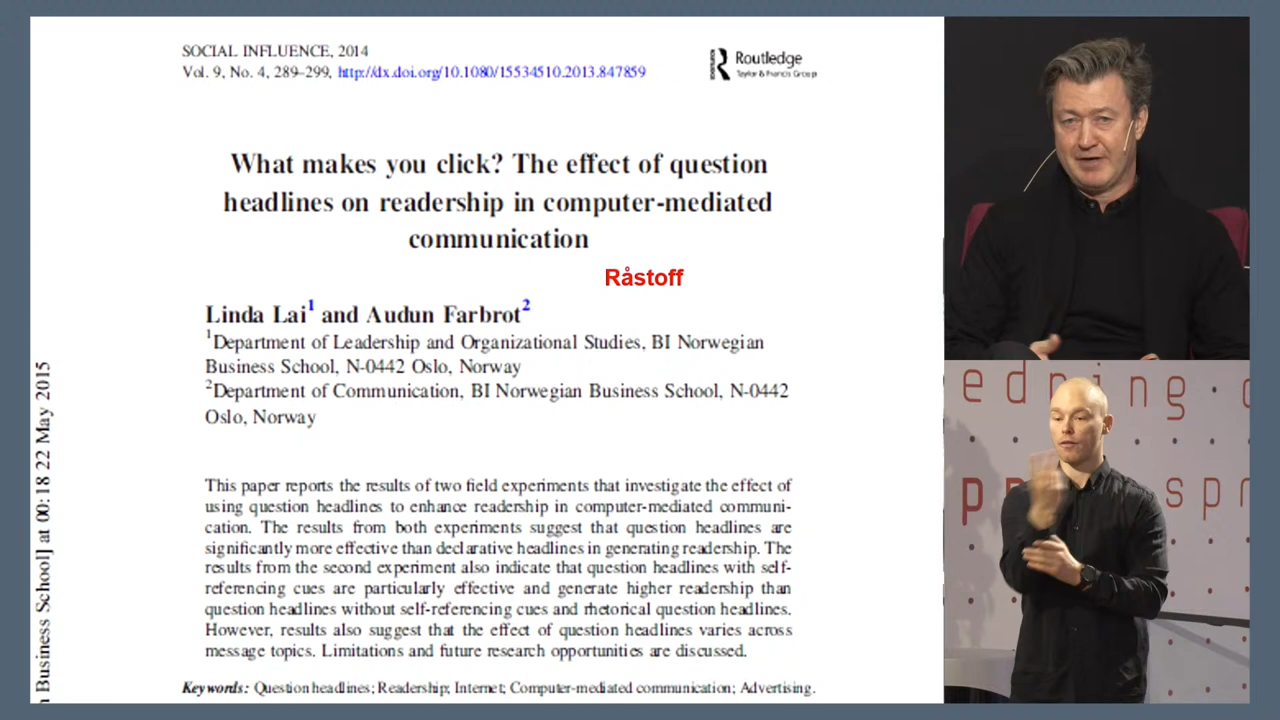 SOCIAL INFLUENCE, 2014
Vol. 9, No. 4, 289–299, http://dx.doi.org/10.1080/15534510.2013.847859
Routledge
Taylor & Francis Group
What makes you click? The effect of question
headlines on readership in computer-mediated
communication
Råstoff
Linda Lai1 and Audun Farbrot2
1Department of Leadership and Organizational Studies, BI Norwegian
Business School, N-0442 Oslo, Norway
2Department of Communication, BI Norwegian Business School, N-0442
Oslo, Norway
This paper reports the results of two field experiments that investigate the effect of
using question headlines to enhance readership in computer-mediated communi-
cation. The results from both experiments suggest that question headlines are
significantly more effective than declarative headlines in generating readership. The
results from the second experiment also indicate that question headlines with self-
referencing cues are particularly effective and generate higher readership than
question headlines without self-referencing cues and rhetorical question headlines.
However, results also suggest that the effect of question headlines varies across
message topics. Limitations and future research opportunities are discussed.
Keywords: Question headlines; Readership; Internet; Computer-mediated communication; Advertising.
Business School] at 00:18 22 May 2015
edning
spr